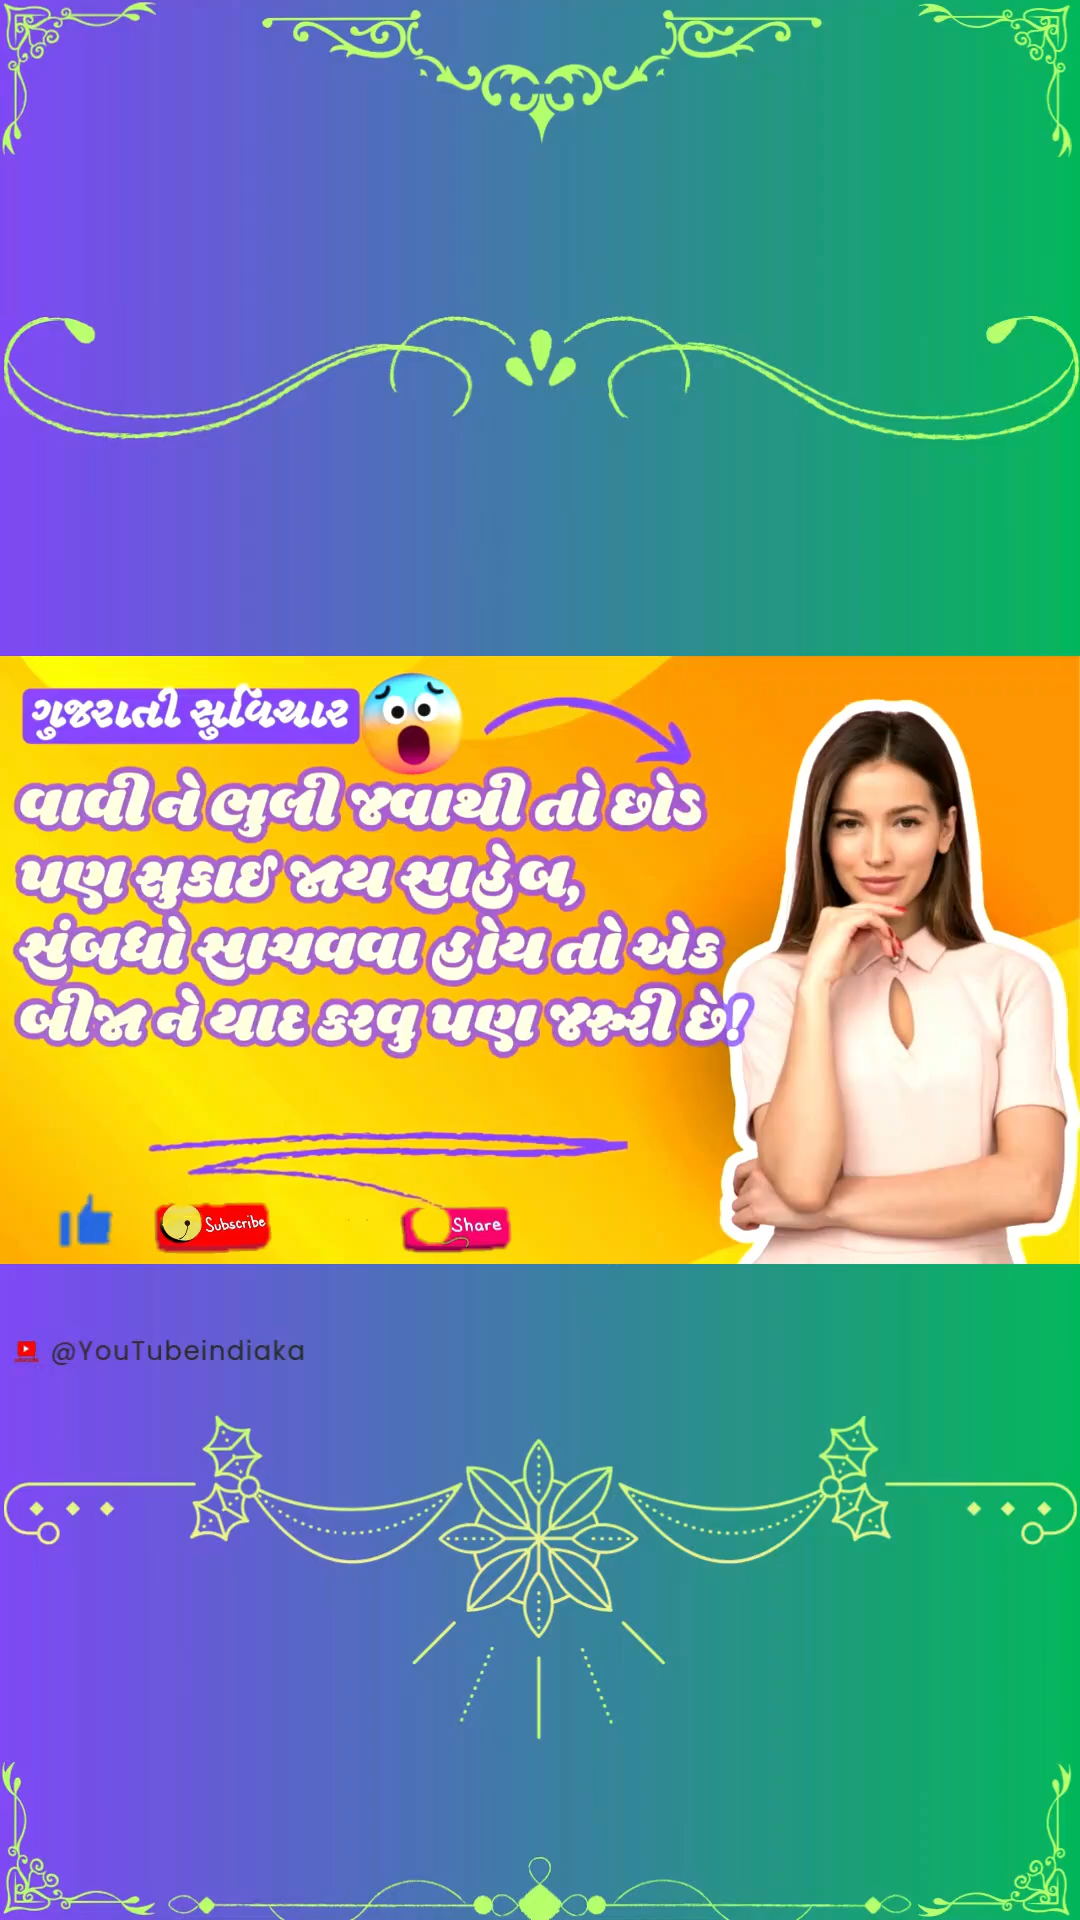 ગુજરાતી સુવિચાર
વાવી ને ભુલી જવાથી તો છોડ
પણ સુકાઈ જાય સાહેબ,
સંબધો સાચવવા હોય તો એક
બીજા ને યાદ કરવુ પણ જરુરી છે!
Subscribe
Share
@YouTubeindiaka